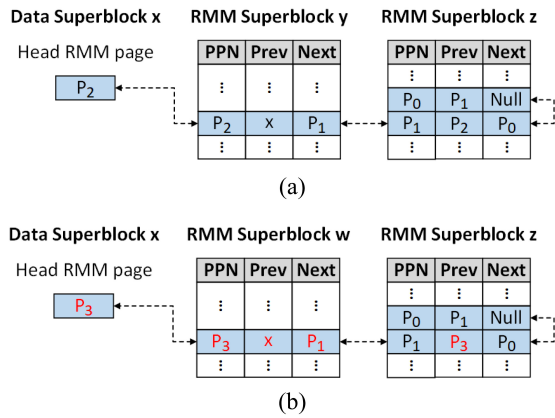 Data Superblock x RMM Superblock y RMM Superblock z
Head RMM page PPN Prev Next PPN Prev Next
⋮ ⋮ ⋮ ⋮ ⋮ ⋮
P₂ P₀ P₁ Null
P₂ x P₁ P₁ P₂ P₀
⋮ ⋮ ⋮ ⋮ ⋮ ⋮
(a)
Data Superblock x RMM Superblock w RMM Superblock z
Head RMM page PPN Prev Next PPN Prev Next
⋮ ⋮ ⋮ ⋮ ⋮ ⋮
P₃ P₀ P₁ Null
P₃ x P₁ P₁ P₃ P₀
⋮ ⋮ ⋮ ⋮ ⋮ ⋮
(b)